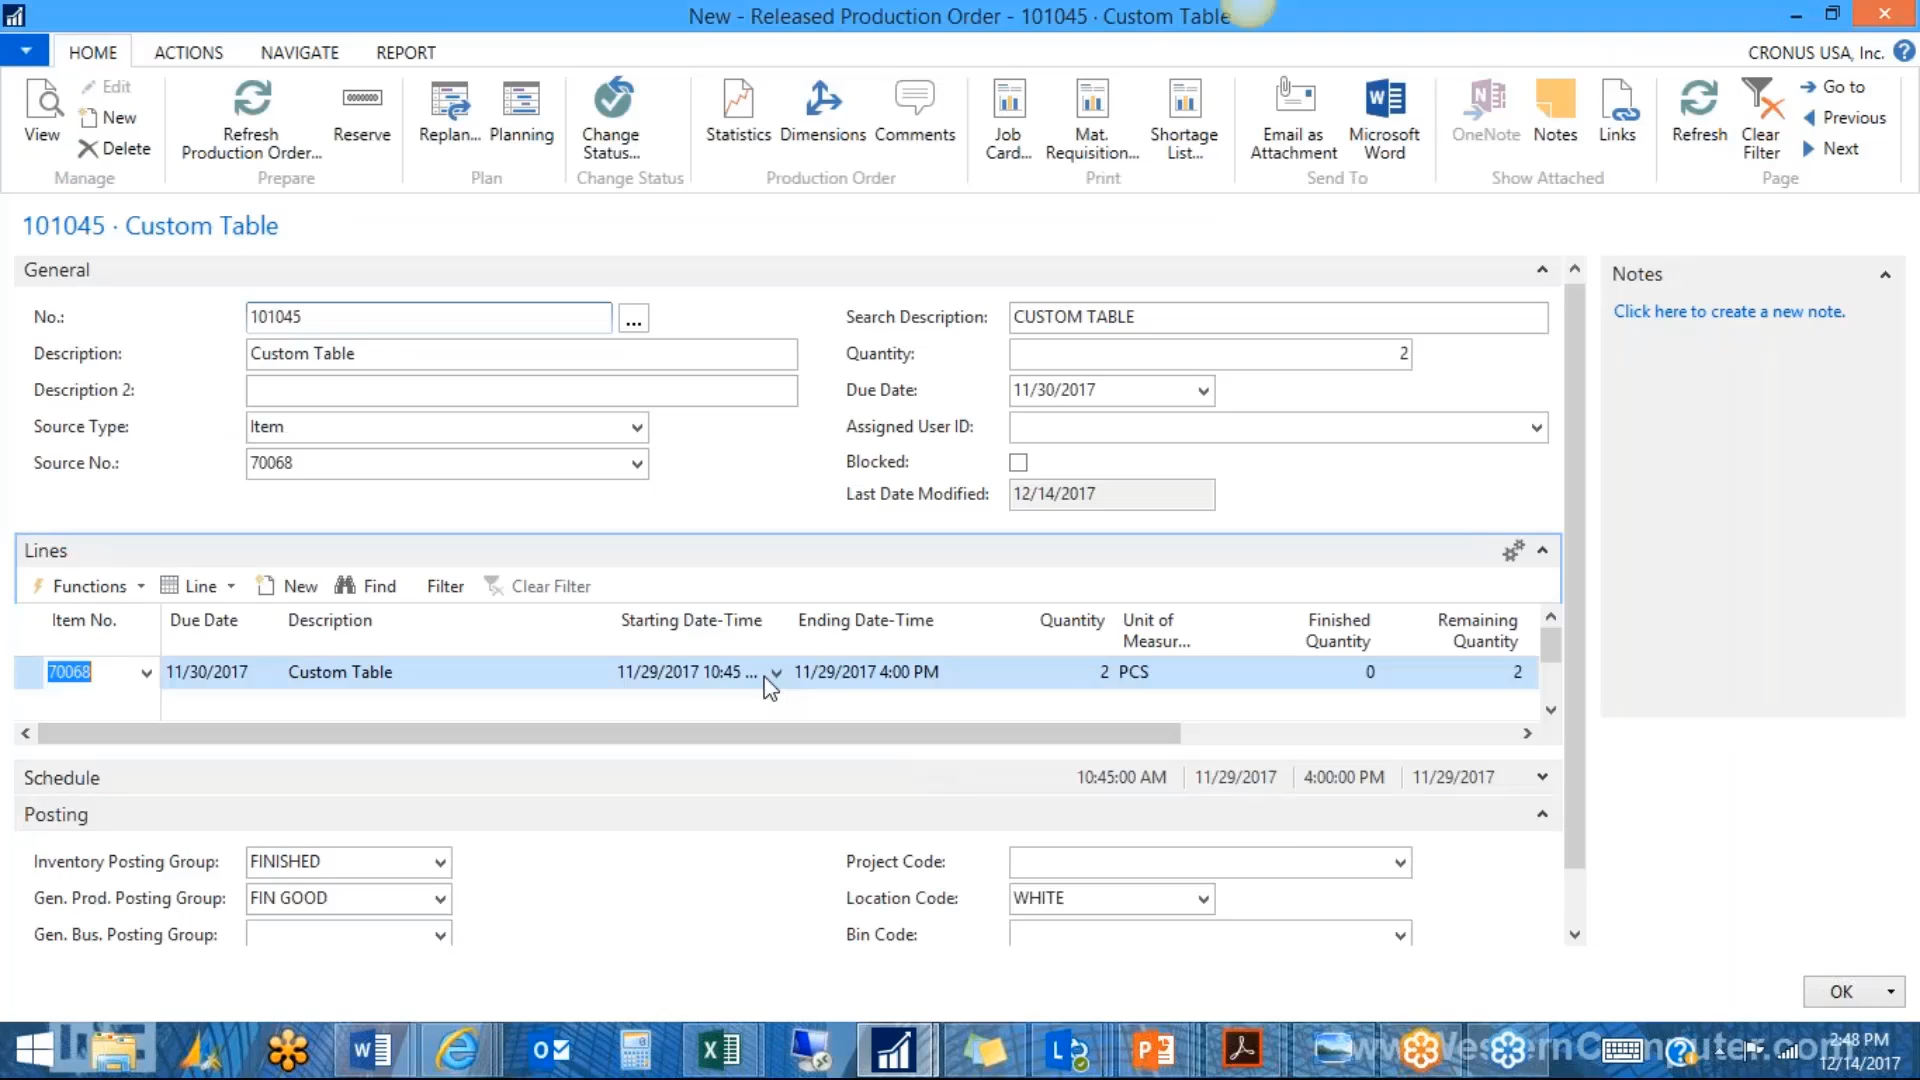 New - Released Production Order - 101045 · Custom Table
HOME ACTIONS NAVIGATE REPORT CRONUS USA, Inc.
View Edit New Delete Manage
Refresh Production Order... Reserve Prepare
Replan... Planning Plan
Change Status... Change Status
Statistics Dimensions Comments Production Order
Job Card... Mat. Requisition... Shortage List... Print
Email as Attachment Microsoft Word Send To
OneNote Notes Links Show Attached
Refresh Clear Filter Go to Previous Next Page
101045 · Custom Table
General
No.: 101045 ...
Description: Custom Table
Description 2:
Source Type: Item
Source No.: 70068
Search Description: CUSTOM TABLE
Quantity: 2
Due Date: 11/30/2017
Assigned User ID:
Blocked:
Last Date Modified: 12/14/2017
Notes
Click here to create a new note.
Lines
Functions Line New Find Filter Clear Filter
Item No. Due Date Description Starting Date-Time Ending Date-Time Quantity Unit of Measur... Finished Quantity Remaining Quantity
70068 11/30/2017 Custom Table 11/29/2017 10:45 ... 11/29/2017 4:00 PM 2 PCS 0 2
Schedule 10:45:00 AM 11/29/2017 4:00:00 PM 11/29/2017
Posting
Inventory Posting Group: FINISHED
Gen. Prod. Posting Group: FIN GOOD
Gen. Bus. Posting Group:
Project Code:
Location Code: WHITE
Bin Code:
OK
2:48 PM
12/14/2017